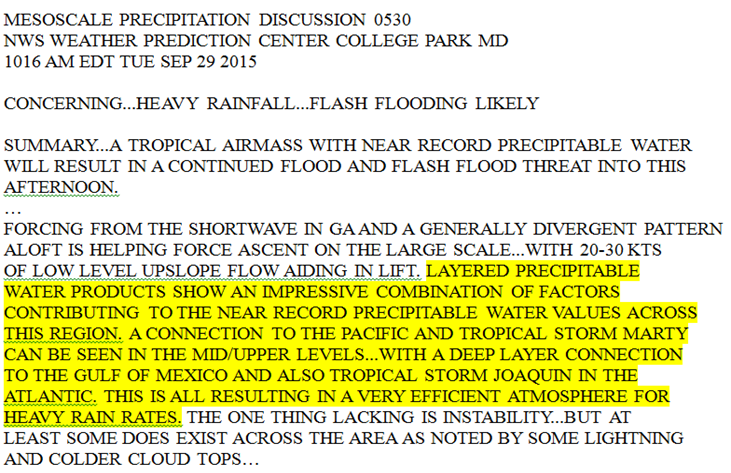 MESOSCALE PRECIPITATION DISCUSSION 0530
NWS WEATHER PREDICTION CENTER COLLEGE PARK MD
1016 AM EDT TUE SEP 29 2015
CONCERNING...HEAVY RAINFALL...FLASH FLOODING LIKELY
SUMMARY...A TROPICAL AIRMASS WITH NEAR RECORD PRECIPITABLE WATER
WILL RESULT IN A CONTINUED FLOOD AND FLASH FLOOD THREAT INTO THIS
AFTERNOON.
…
FORCING FROM THE SHORTWAVE IN GA AND A GENERALLY DIVERGENT PATTERN
ALOFT IS HELPING FORCE ASCENT ON THE LARGE SCALE...WITH 20-30 KTS
OF LOW LEVEL UPSLOPE FLOW AIDING IN LIFT. LAYERED PRECIPITABLE
WATER PRODUCTS SHOW AN IMPRESSIVE COMBINATION OF FACTORS
CONTRIBUTING TO THE NEAR RECORD PRECIPITABLE WATER VALUES ACROSS
THIS REGION. A CONNECTION TO THE PACIFIC AND TROPICAL STORM MARTY
CAN BE SEEN IN THE MID/UPPER LEVELS...WITH A DEEP LAYER CONNECTION
TO THE GULF OF MEXICO AND ALSO TROPICAL STORM JOAQUIN IN THE
ATLANTIC. THIS IS ALL RESULTING IN A VERY EFFICIENT ATMOSPHERE FOR
HEAVY RAIN RATES. THE ONE THING LACKING IS INSTABILITY...BUT AT
LEAST SOME DOES EXIST ACROSS THE AREA AS NOTED BY SOME LIGHTNING
AND COLDER CLOUD TOPS…